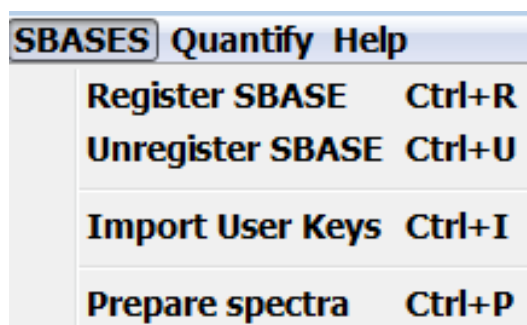 SBASES Quantify Help
Register SBASE Ctrl+R
Unregister SBASE Ctrl+U
Import User Keys Ctrl+I
Prepare spectra Ctrl+P